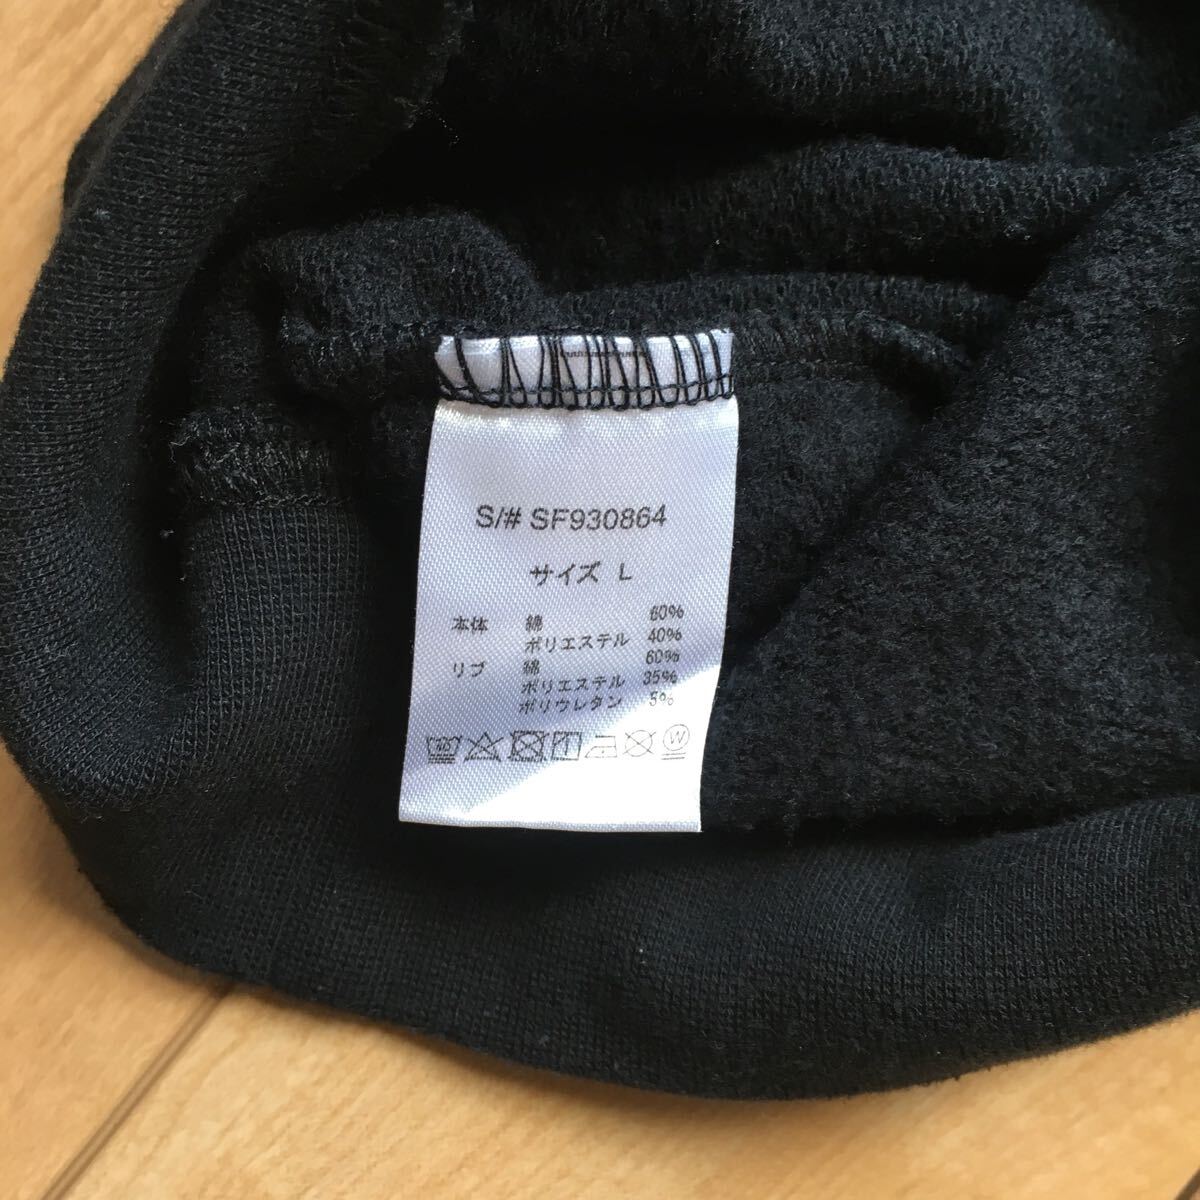 S/# SF930864
サイズ L
本体 綿 60%
ポリエステル 40%
リブ 綿 60%
ポリエステル 35%
ポリウレタン 5%
W